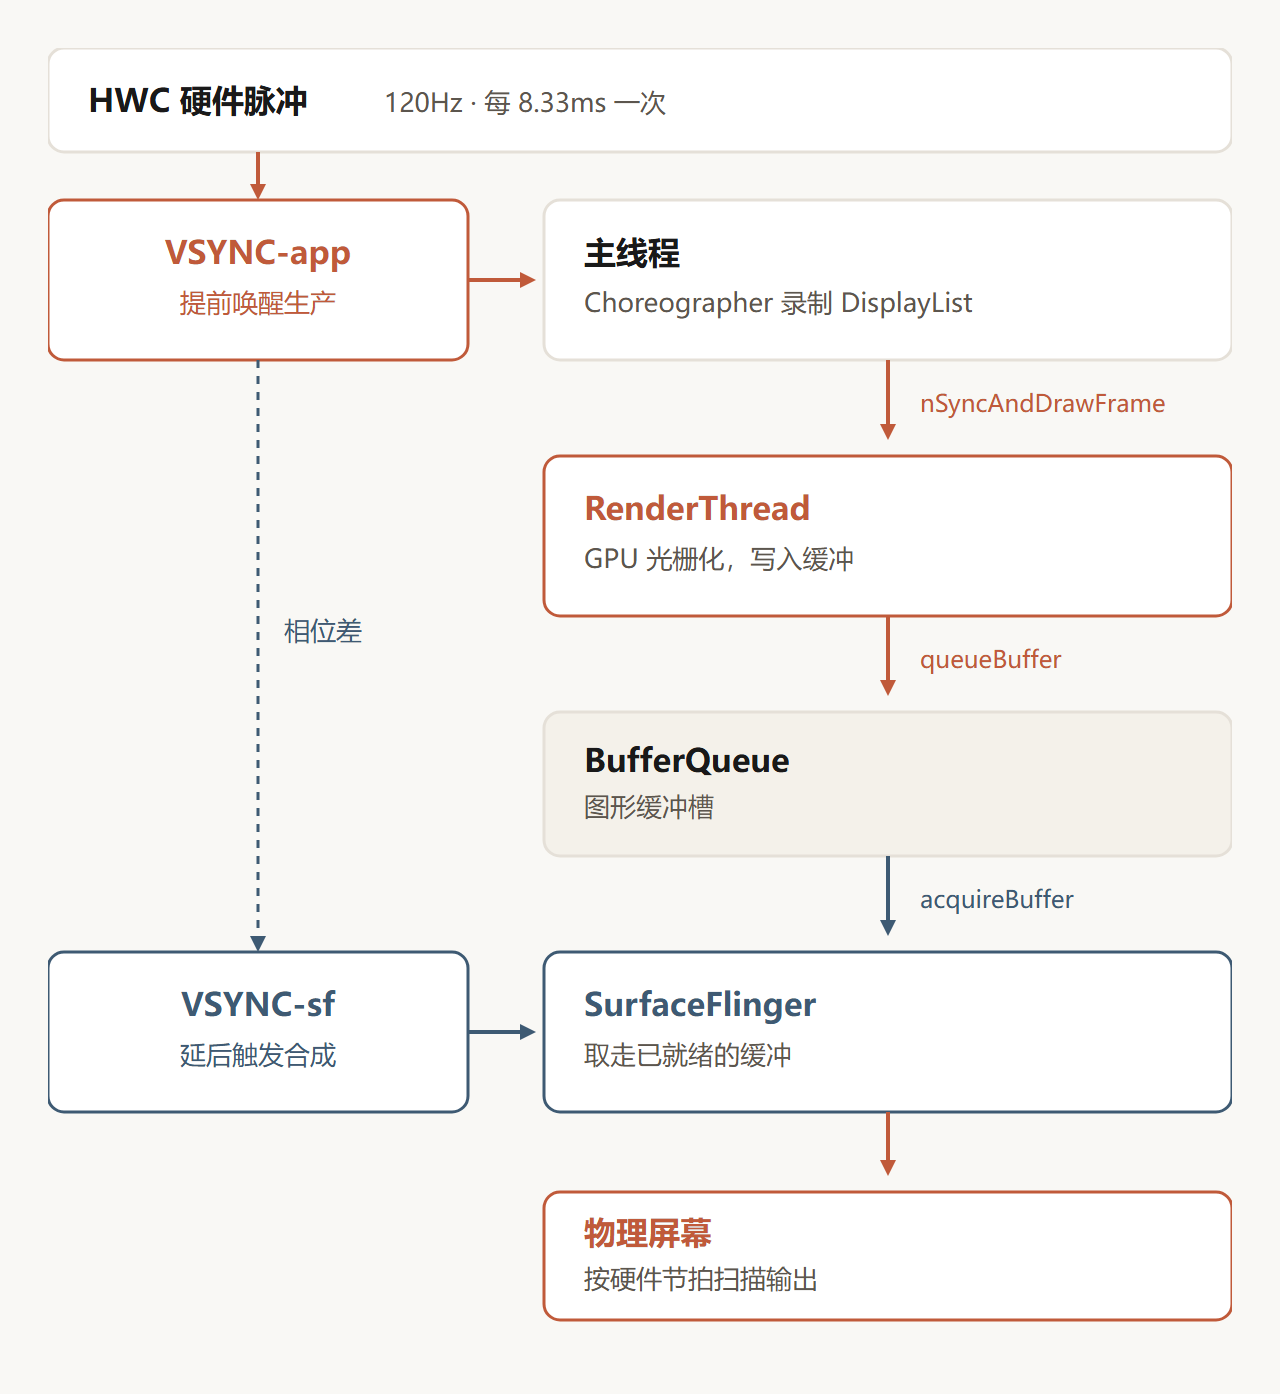 HWC 硬件脉冲
120Hz · 每 8.33ms 一次
VSYNC-app
提前唤醒生产
主线程
Choreographer 录制 DisplayList
nSyncAndDrawFrame
RenderThread
GPU 光栅化，写入缓冲
相位差
queueBuffer
BufferQueue
图形缓冲槽
acquireBuffer
VSYNC-sf
延后触发合成
SurfaceFlinger
取走已就绪的缓冲
物理屏幕
按硬件节拍扫描输出